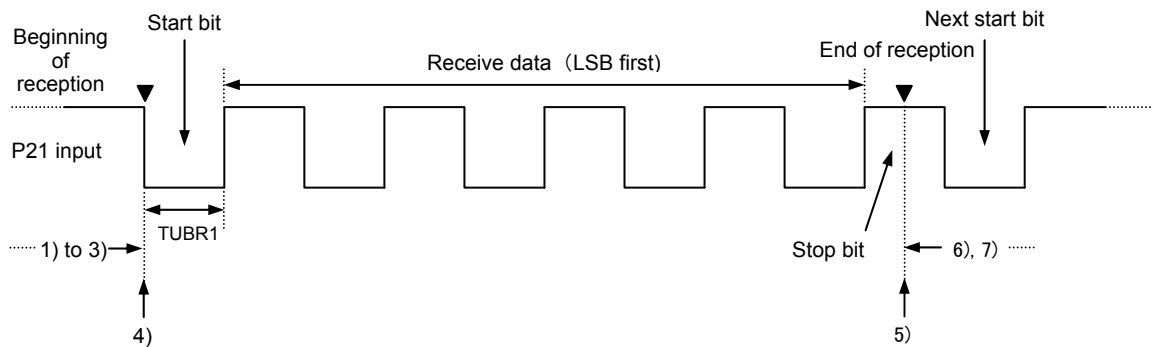 Start bit
Next start bit
Beginning
of
reception
End of reception
Receive data (LSB first)
P21 input
TUBR1
1) to 3)
Stop bit
6), 7)
4)
5)